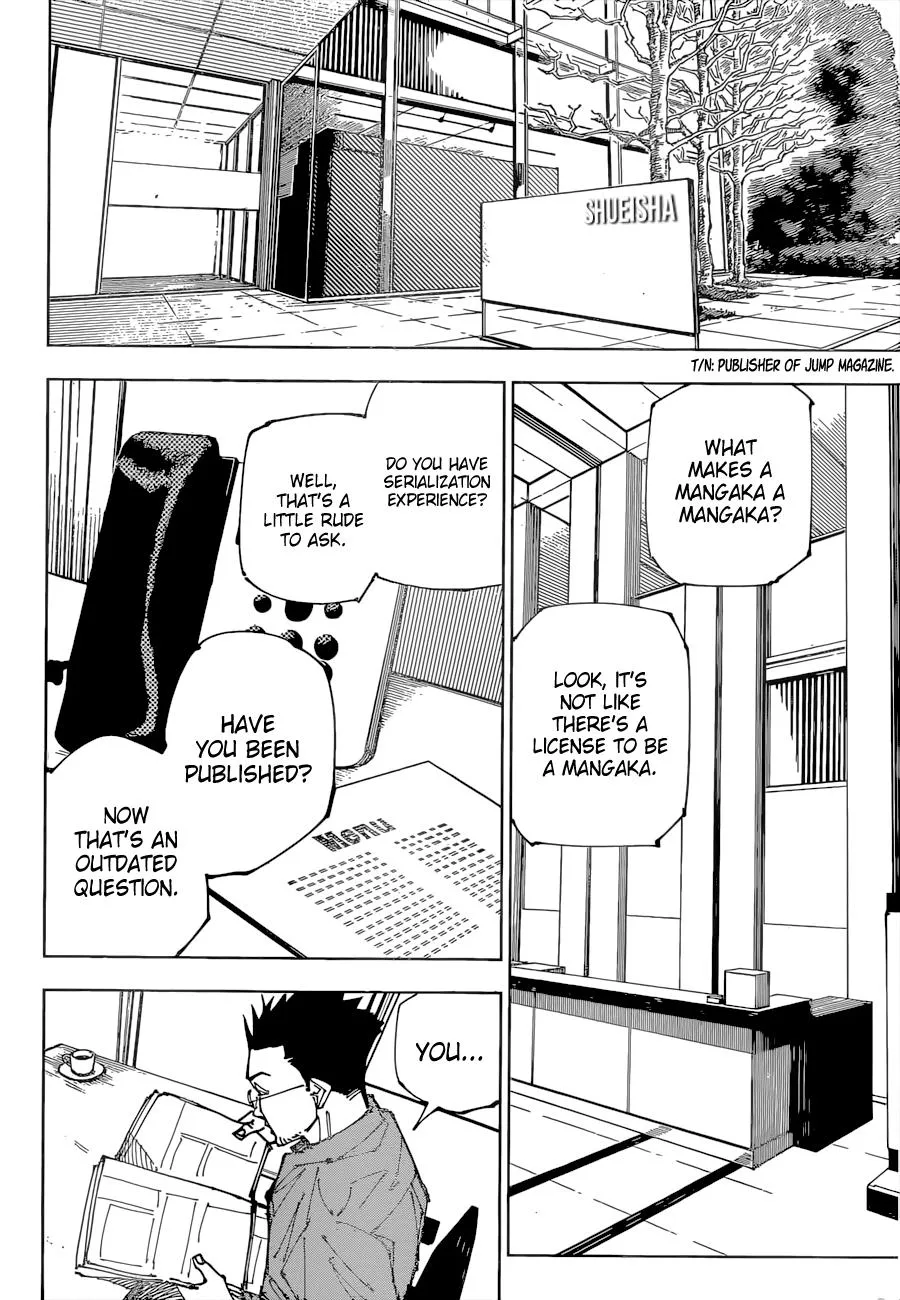 SHUEISHA
T/N: PUBLISHER OF JUMP MAGAZINE.
WHAT
MAKES A
MANGAKA A
MANGAKA?
LOOK, IT'S
NOT LIKE
THERE'S A
LICENSE TO BE
A MANGAKA.
DO YOU HAVE
SERIALIZATION
EXPERIENCE?
WELL,
THAT'S A
LITTLE RUDE
TO ASK.
HAVE
YOU BEEN
PUBLISHED?
NOW
THAT'S AN
OUTDATED
QUESTION.
Menu
YOU...